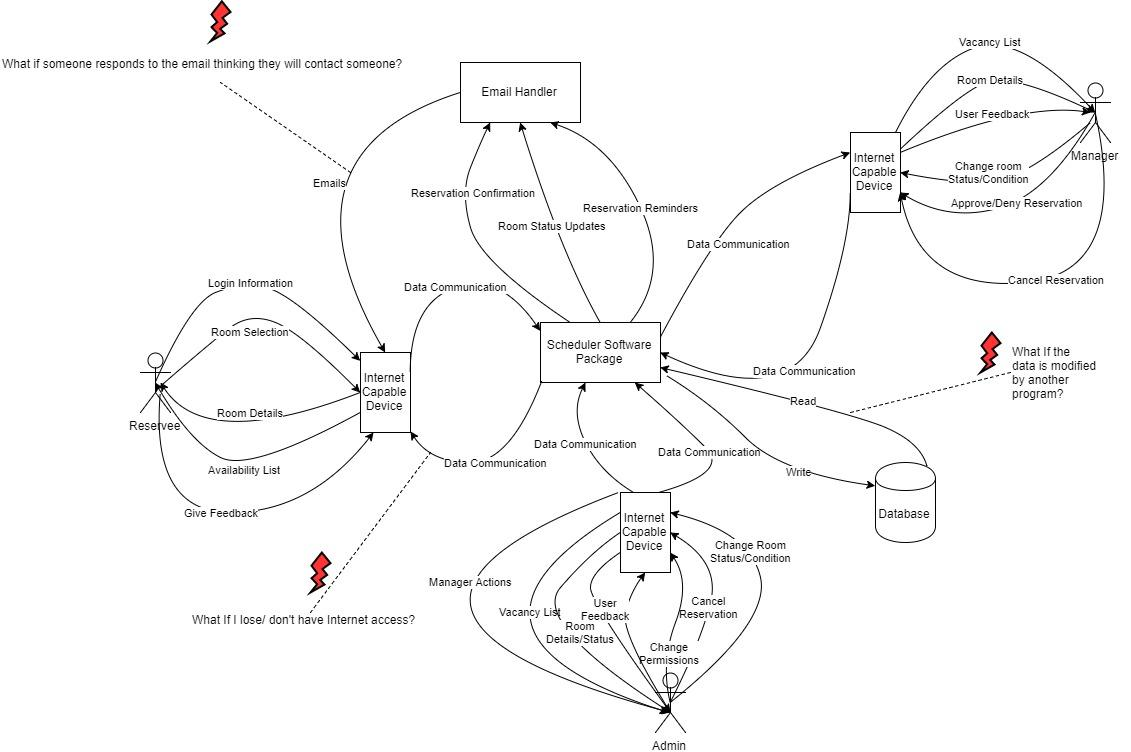 What if someone responds to the email thinking they will contact someone?
Email Handler
Vacancy List
Room Details
User Feedback
Manager
Internet
Capable
Device
Change room
Status/Condition
Approve/Deny Reservation
Cancel Reservation
Emails
Reservation Confirmation
Reservation Reminders
Room Status Updates
Data Communication
Login Information
Data Communication
Room Selection
Scheduler Software
Package
Data Communication
What If the
data is modified
by another
program?
Internet
Capable
Device
Read
Room Details
Reservee
Availability List
Data Communication
Data Communication
Data Communication
Write
Give Feedback
Database
Internet
Capable
Device
Change Room
Status/Condition
Manager Actions
Vacancy List
User
Feedback
Cancel
Reservation
What If I lose/ don't have Internet access?
Room
Details/Status
Change
Permissions
Admin